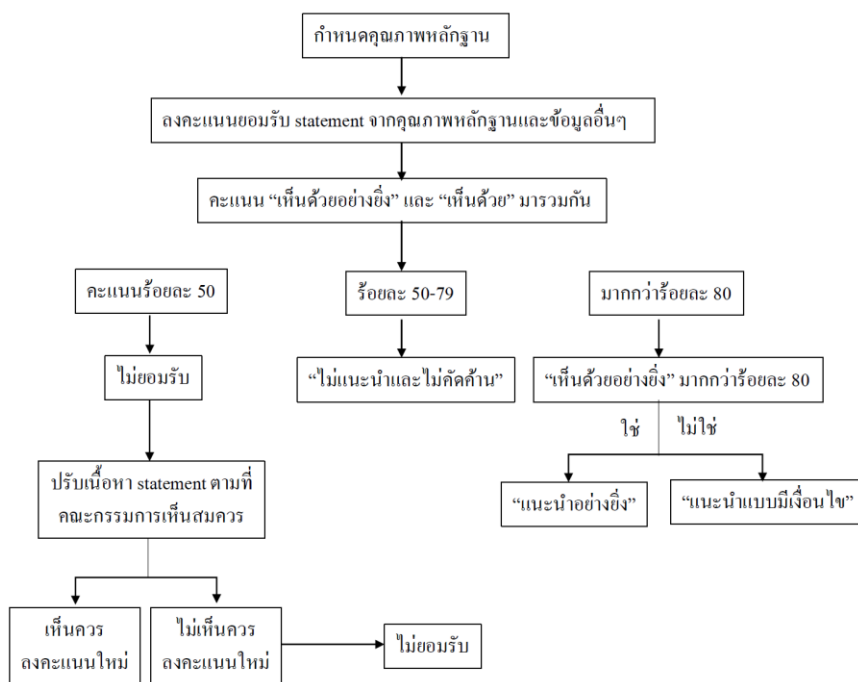 กำหนดคุณภาพหลักฐาน
ลงคะแนนยอมรับ statement จากคุณภาพหลักฐานและข้อมูลอื่นๆ
คะแนน “เห็นด้วยอย่างยิ่ง” และ “เห็นด้วย” มารวมกัน
คะแนนร้อยละ 50
ร้อยละ 50-79
มากกว่าร้อยละ 80
ไม่ยอมรับ
“ไม่แนะนำและไม่คัดค้าน”
“เห็นด้วยอย่างยิ่ง” มากกว่าร้อยละ 80
ใช่
ไม่ใช่
ปรับเนื้อหา statement ตามที่
คณะกรรมการเห็นสมควร
“แนะนำอย่างยิ่ง”
“แนะนำแบบมีเงื่อนไข”
เห็นควร
ลงคะแนนใหม่
ไม่เห็นควร
ลงคะแนนใหม่
ไม่ยอมรับ